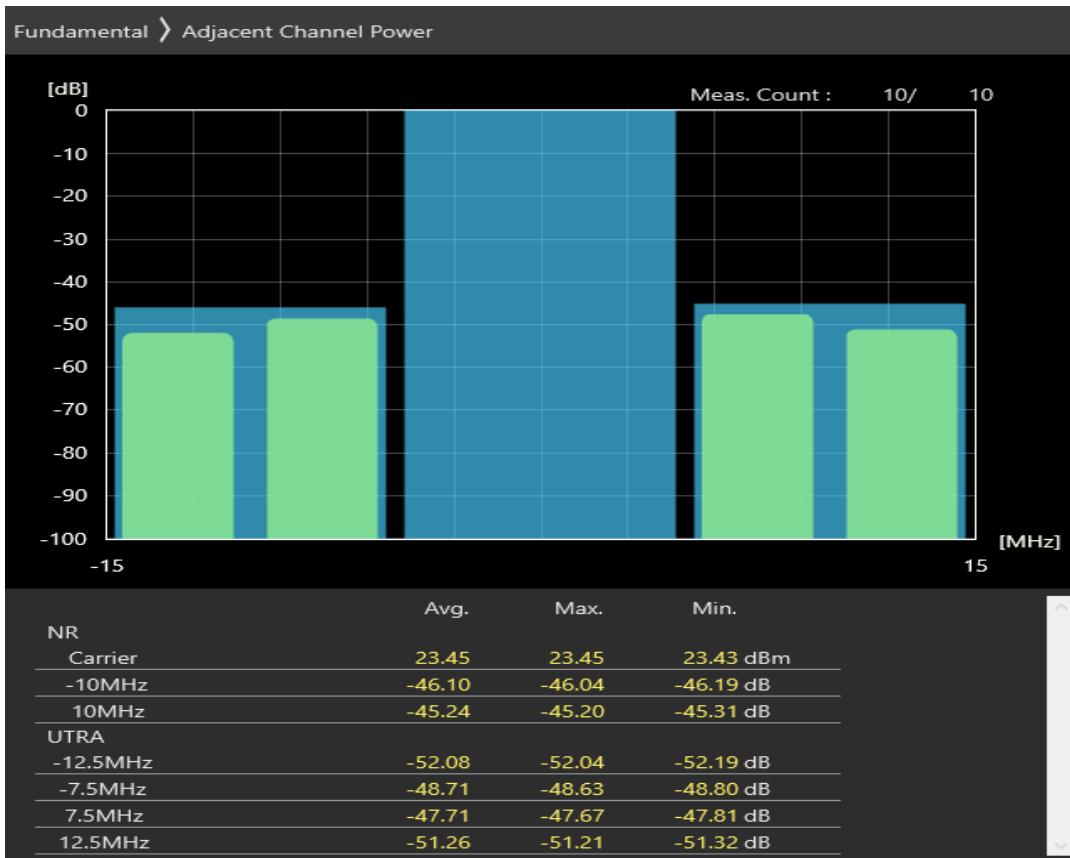 Fundamental ❯ Adjacent Channel Power
[dB]
Meas. Count : 10/ 10
0
-10
-20
-30
-40
-50
-60
-70
-80
-90
-100
[MHz]
-15 15
Avg. Max. Min.
NR
Carrier 23.45 23.45 23.43 dBm
-10MHz -46.10 -46.04 -46.19 dB
10MHz -45.24 -45.20 -45.31 dB
UTRA
-12.5MHz -52.08 -52.04 -52.19 dB
-7.5MHz -48.71 -48.63 -48.80 dB
7.5MHz -47.71 -47.67 -47.81 dB
12.5MHz -51.26 -51.21 -51.32 dB